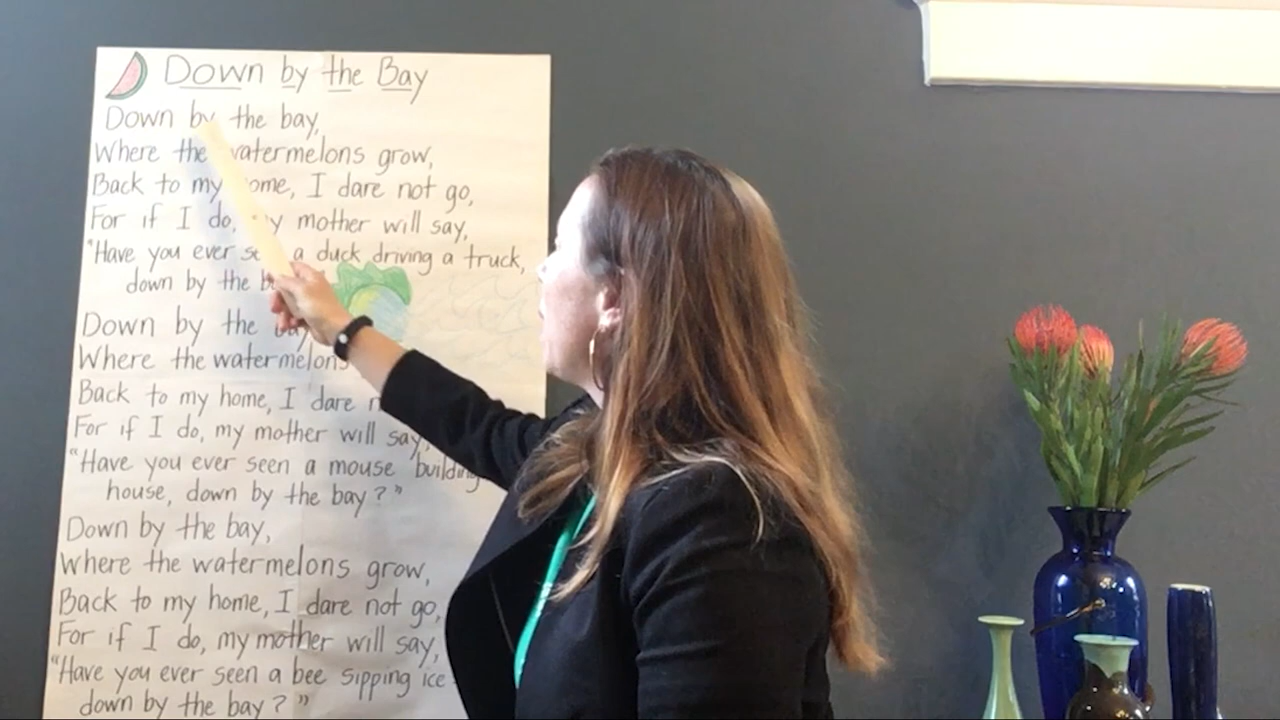 Down by the Bay
Down by the bay,
Where the watermelons grow,
Back to my home, I dare not go,
For if I do, my mother will say,
"Have you ever a duck driving a truck,
down by the
Down by the bay
Where the watermelons
Back to my home, I dare
For if I do, my mother will say,
"Have you ever seen a mouse building
house, down by the bay?"
Down by the bay,
Where the watermelons grow,
Back to my home, I dare not go,
For if I do, my mother will say,
"Have you ever seen a bee sipping ice
down by the bay?"